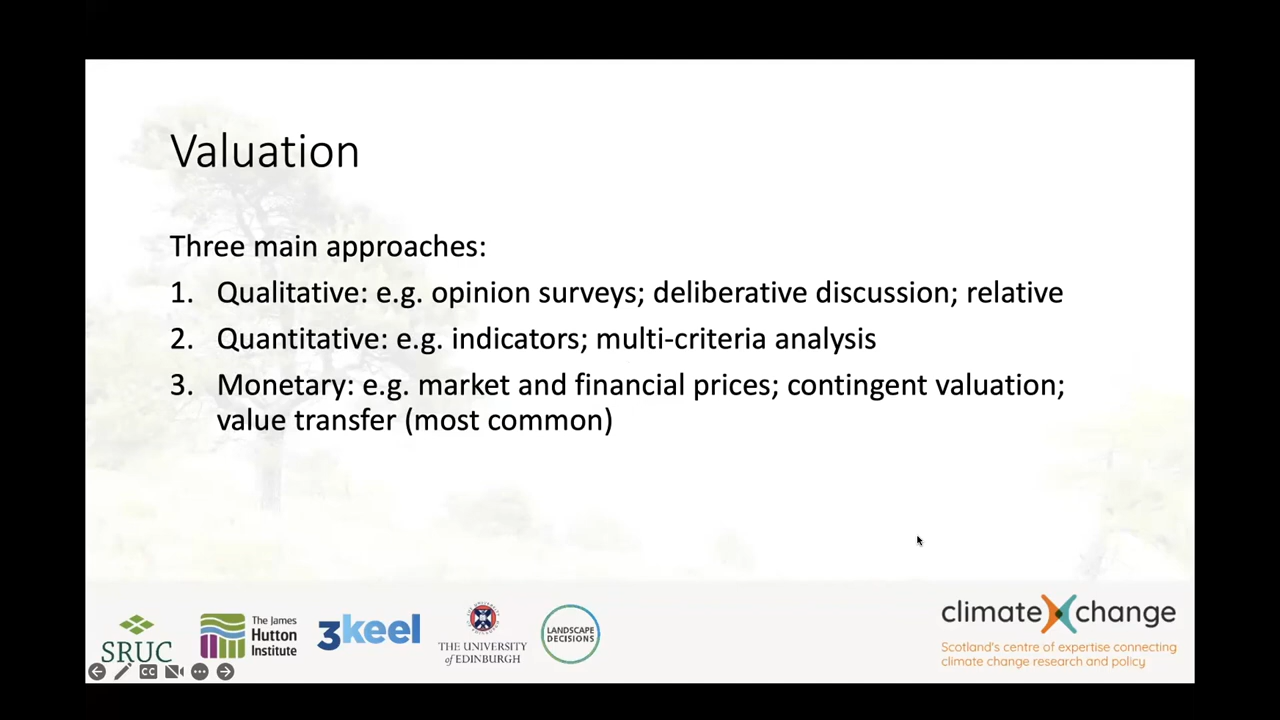 Valuation
Three main approaches:
1. Qualitative: e.g. opinion surveys; deliberative discussion; relative
2. Quantitative: e.g. indicators; multi-criteria analysis
3. Monetary: e.g. market and financial prices; contingent valuation;
value transfer (most common)
SRUC
The James
Hutton
Institute
3keel
THE UNIVERSITY
of EDINBURGH
LANDSCAPE
DECISIONS
climateXchange
Scotland's centre of expertise connecting
climate change research and policy
CC